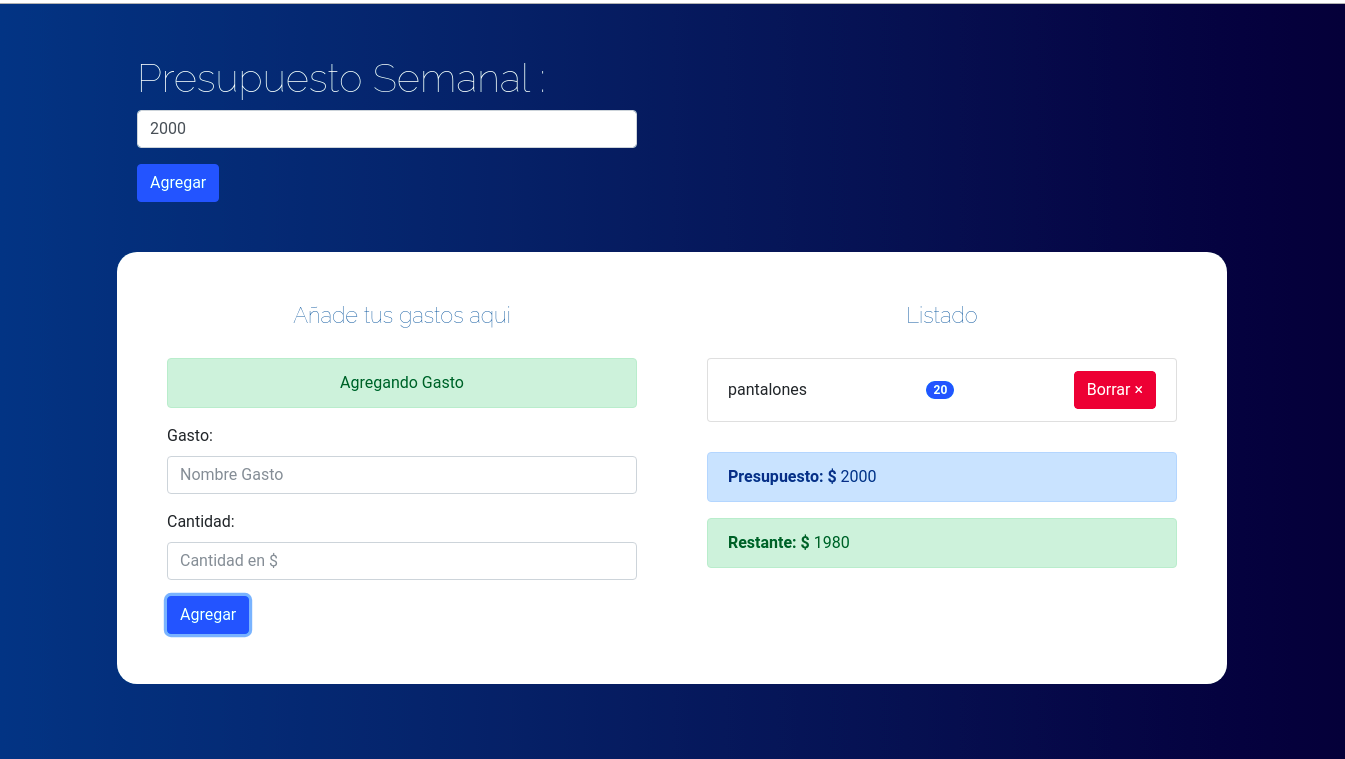 Presupuesto Semanal :
2000
Agregar
Añade tus gastos aqui
Agregando Gasto
Gasto:
Nombre Gasto
Cantidad:
Cantidad en $
Agregar
Listado
pantalones 20 Borrar ×
Presupuesto: $ 2000
Restante: $ 1980